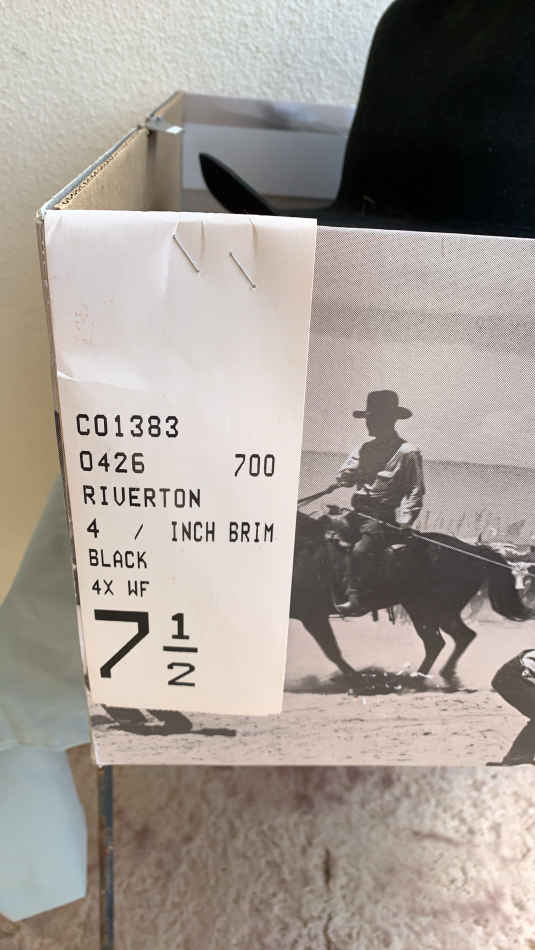 C01383
0426 700
RIVERTON
4 / INCH BRIM
BLACK
4X WF
7 1/2